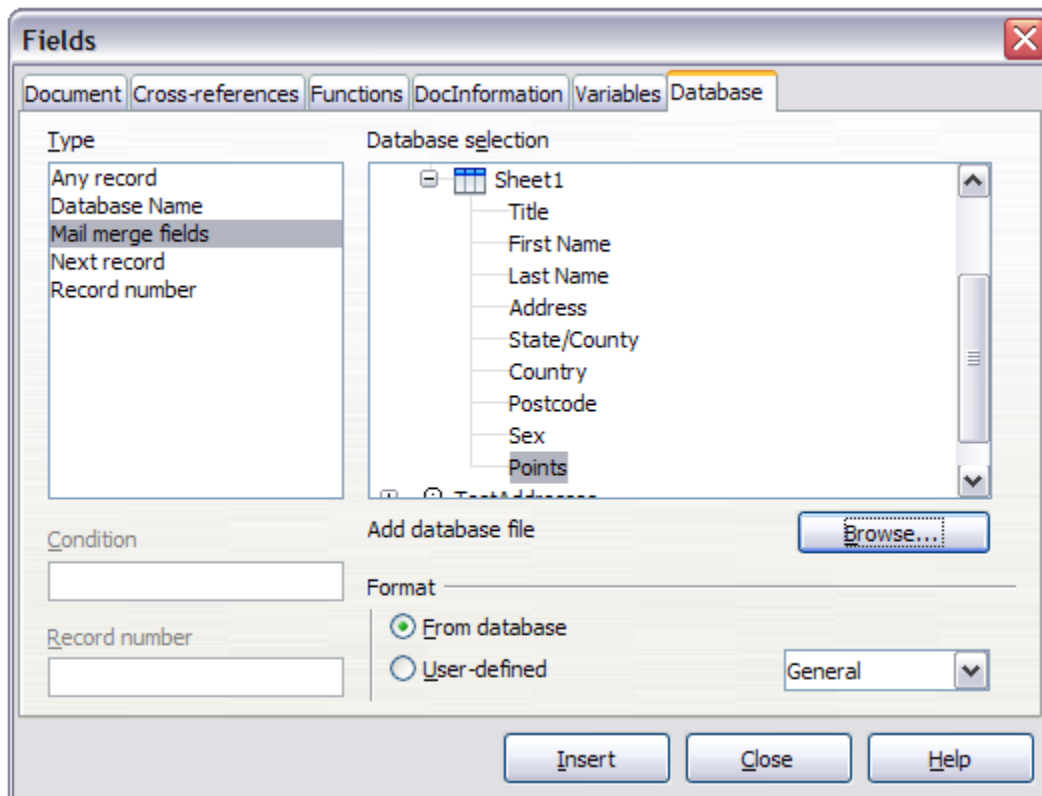 Fields
Document Cross-references Functions DocInformation Variables Database
Type
Any record
Database Name
Mail merge fields
Next record
Record number
Database selection
Sheet1
Title
First Name
Last Name
Address
State/County
Country
Postcode
Sex
Points
TestAddresses
Condition
Record number
Add database file
Browse...
Format
From database
User-defined
General
Insert Close Help